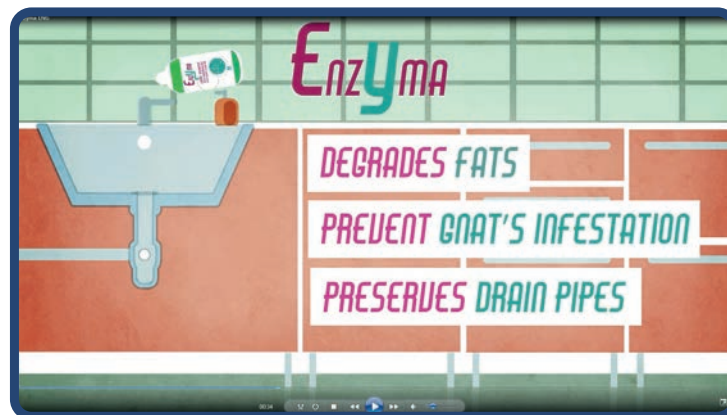 ENZYMA
DEGRADES FATS
PREVENT GNAT'S INFESTATION
PRESERVES DRAIN PIPES